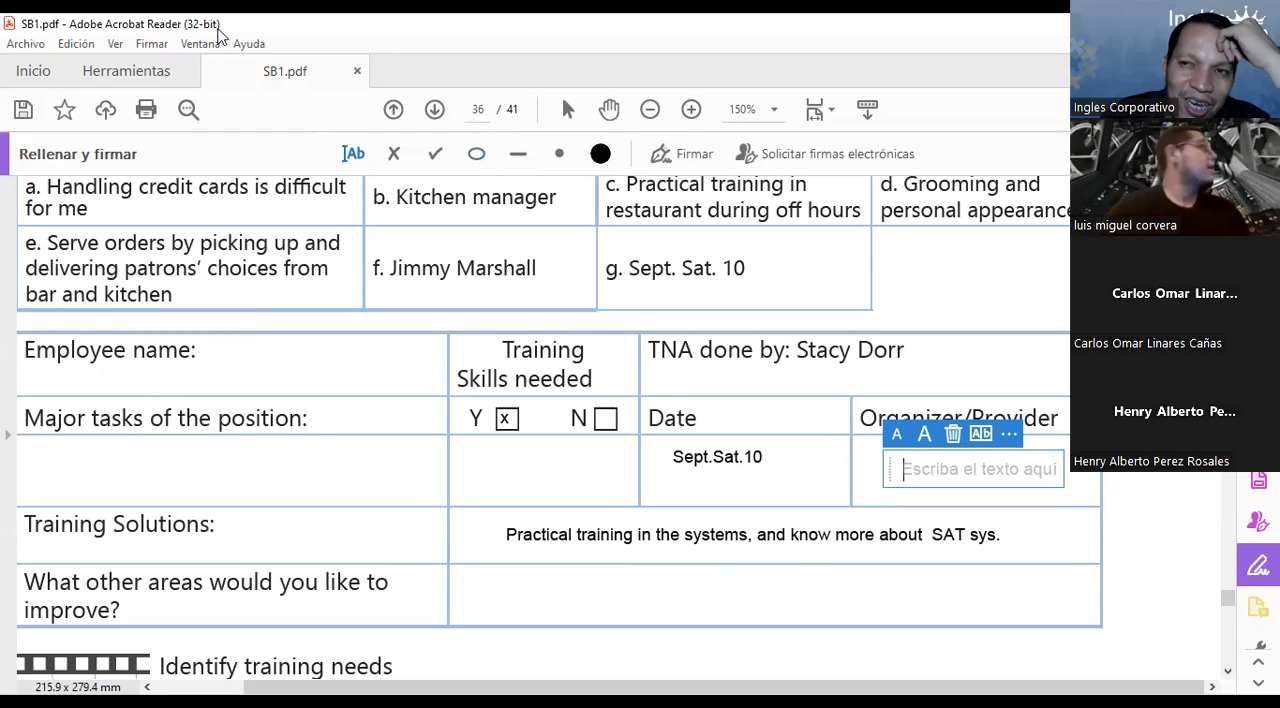 SB1.pdf - Adobe Acrobat Reader (32-bit)
Archivo Edición Ver Firmar Ventana Ayuda
Inicio Herramientas SB1.pdf
36 / 41 150%
Rellenar y firmar Ab Firmar Solicitar firmas electrónicas
a. Handling credit cards is difficult
for me
b. Kitchen manager
c. Practical training in
restaurant during off hours
d. Grooming and
personal appearance
e. Serve orders by picking up and
delivering patrons’ choices from
bar and kitchen
f. Jimmy Marshall
g. Sept. Sat. 10
Employee name:
Training
Skills needed
TNA done by: Stacy Dorr
Major tasks of the position:
Y x N
Date
Organizer/Provider
A A Ab
Sept.Sat.10
Escriba el texto aquí
Training Solutions:
Practical training in the systems, and know more about SAT sys.
What other areas would you like to
improve?
Identify training needs
215.9 x 279.4 mm
Ingles Corporativo
luis miguel corvera
Carlos Omar Linar...
Carlos Omar Linares Cañas
Henry Alberto Pe...
Henry Alberto Perez Rosales